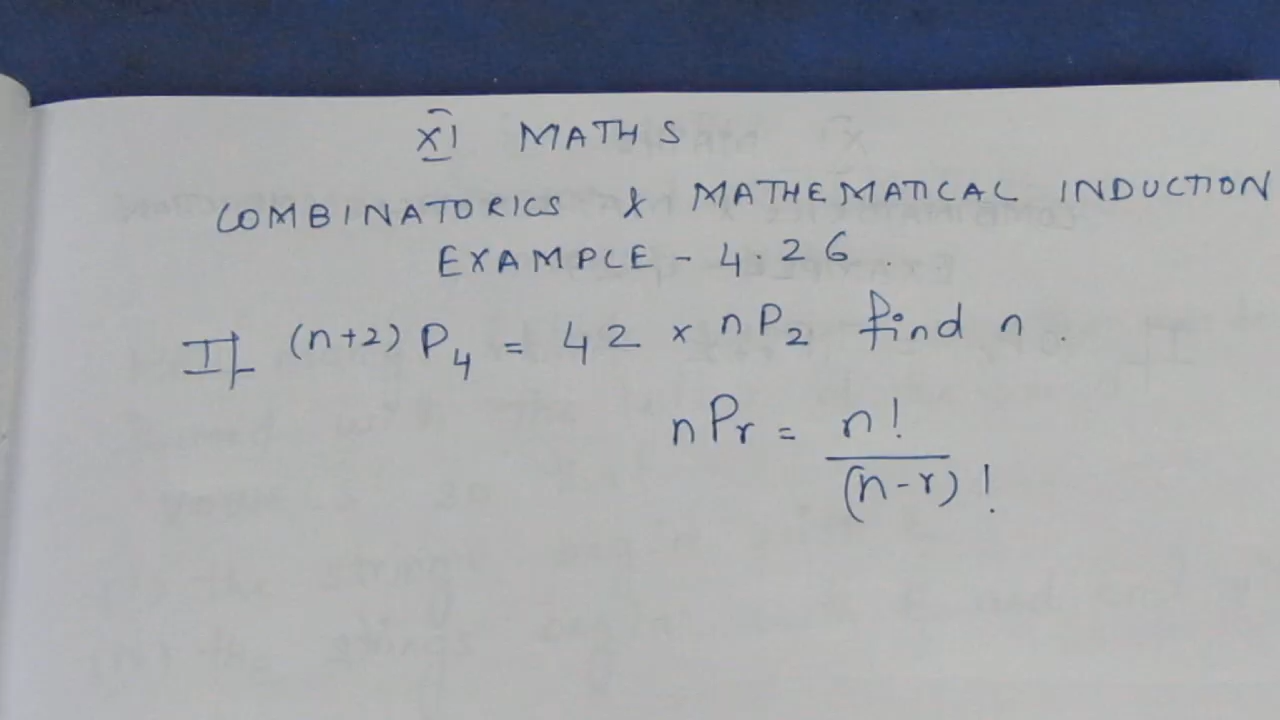 XI MATHS
COMBINATORICS & MATHEMATICAL INDUCTION
EXAMPLE - 4.26.
If (n+2) P₄ = 42 × nP₂ find n.
nPr = n!
(n-r)!